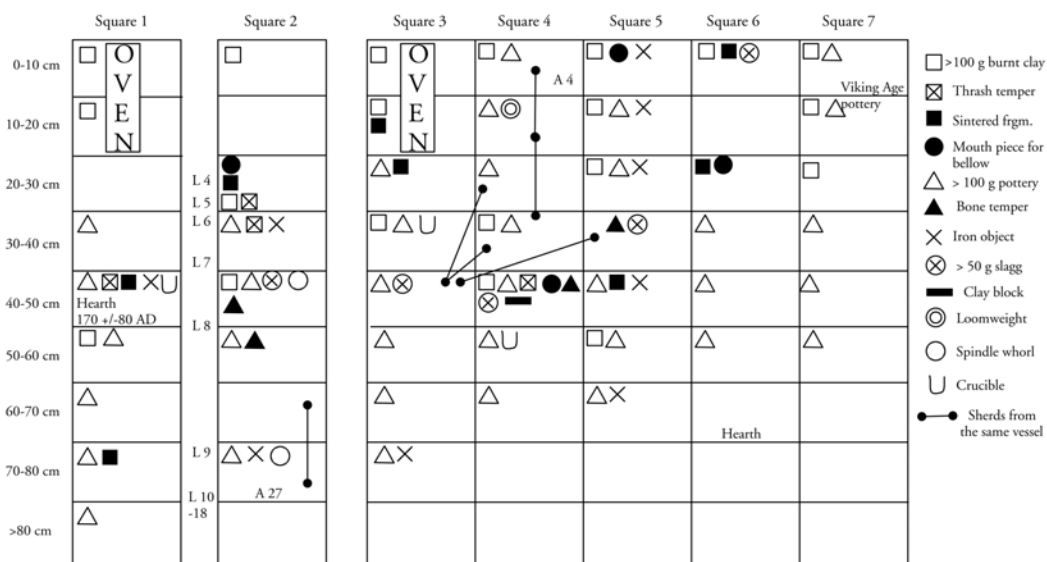 Square 1
Square 2
Square 3
Square 4
Square 5
Square 6
Square 7
0-10 cm
10-20 cm
20-30 cm
30-40 cm
40-50 cm
50-60 cm
60-70 cm
70-80 cm
>80 cm
O
V
E
N
Hearth
170 +/-80 AD
L 4
L 5
L 6
L 7
L 8
L 9
L 10
-18
A 27
O
V
E
N
A 4
Hearth
Viking Age
pottery
>100 g burnt clay
Thrash temper
Sintered frgm.
Mouth piece for
bellow
> 100 g pottery
Bone temper
Iron object
> 50 g slagg
Clay block
Loomweight
Spindle whorl
Crucible
Sherds from
the same vessel